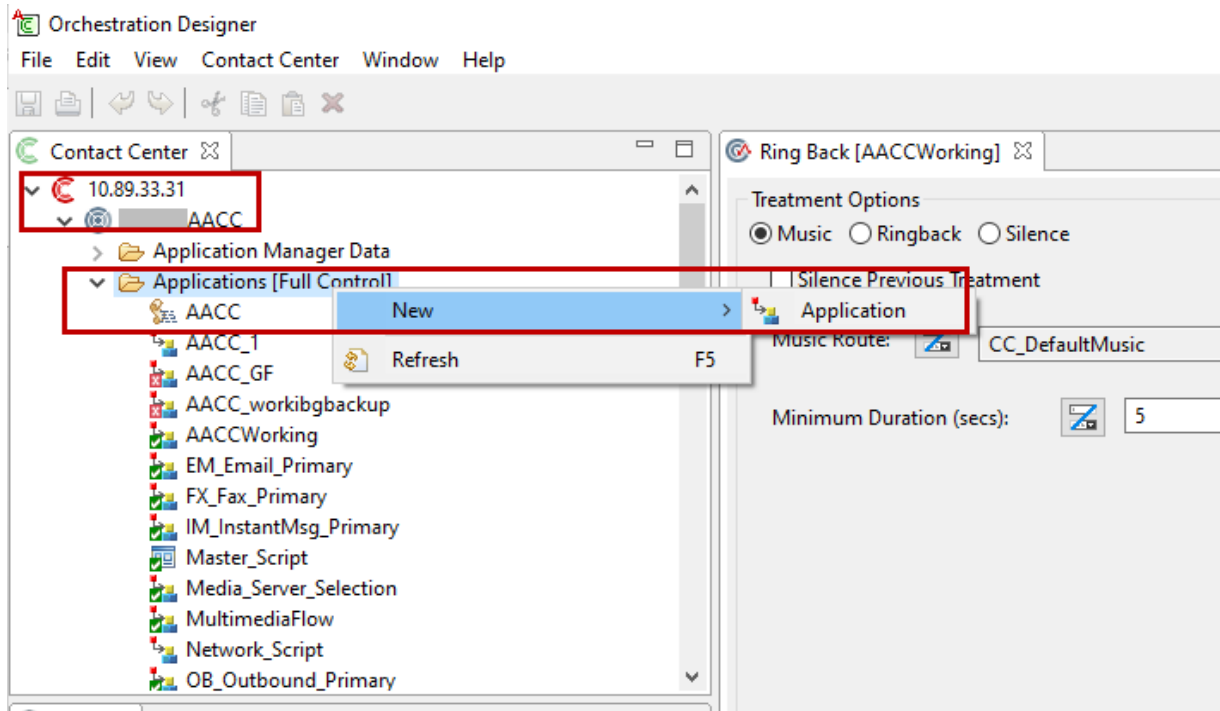 Orchestration Designer
File Edit View Contact Center Window Help
Contact Center
Ring Back [AACCWorking]
10.89.33.31
AACC
Application Manager Data
Applications [Full Control]
AACC
AACC_1
AACC_GF
AACC_workibgbackup
AACCWorking
EM_Email_Primary
FX_Fax_Primary
IM_InstantMsg_Primary
Master_Script
Media_Server_Selection
MultimediaFlow
Network_Script
OB_Outbound_Primary
New
Refresh F5
Application
Treatment Options
Music Ringback Silence
Silence Previous Treatment
Music Route: CC_DefaultMusic
Minimum Duration (secs): 5